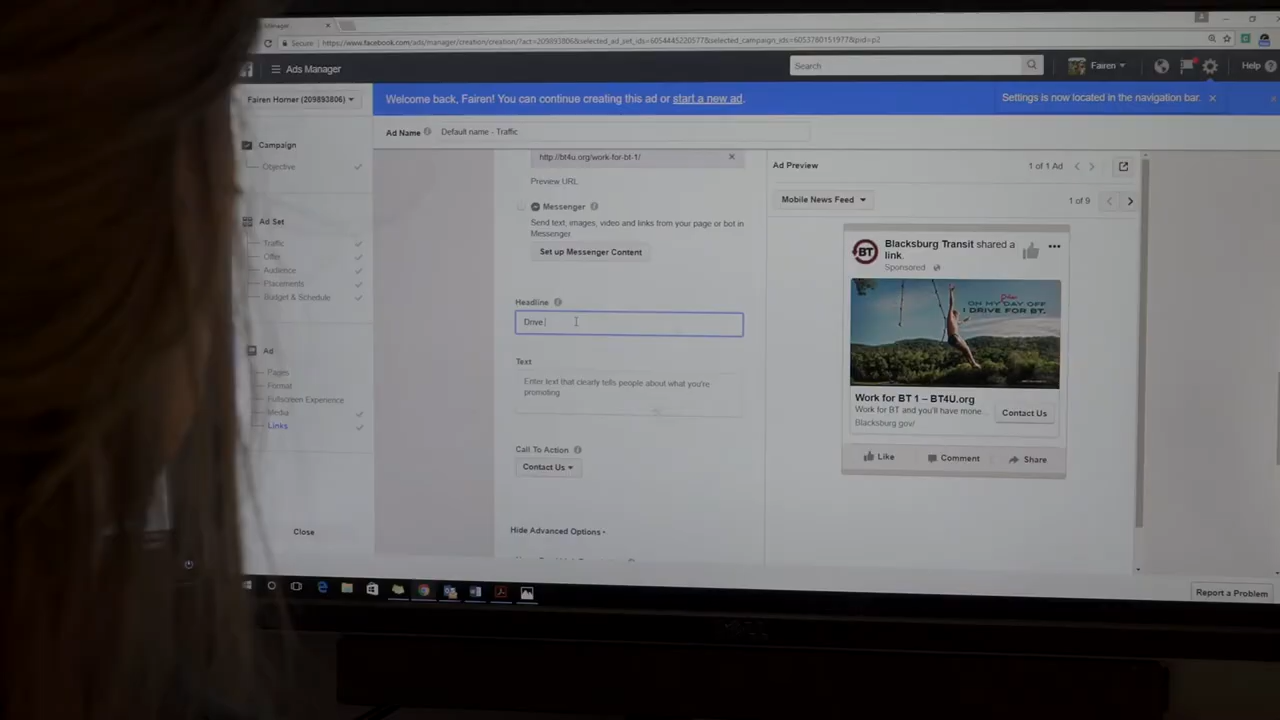 Manager
Secure
https://www.facebook.com/ads/manager/creation/creation/?act=209893806&selected_ad_set_ids=6054445220577&selected_campaign_ids=6053780151977&pid=p2
Ads Manager
Search
Fairen
Help
Fairen Horner (209893806)
Welcome back, Fairen! You can continue creating this ad or start a new ad.
Settings is now located in the navigation bar.
Ad Name
Default name - Traffic
Campaign
Objective
Ad Set
Traffic
Offer
Audience
Placements
Budget & Schedule
Ad
Pages
Format
Fullscreen Experience
Media
Links
Close
http://bt4u.org/work-for-bt-1/
Preview URL
Messenger
Send text, images, video and links from your page or bot in
Messenger
Set up Messenger Content
Headline
Drive
Text
Enter text that clearly tells people about what you're
promoting
Call To Action
Contact Us
Hide Advanced Options
Ad Preview
1 of 1 Ad
Mobile News Feed
1 of 9
BT
Blacksburg Transit shared a
link.
Sponsored
ON MY DAY OFF
I DRIVE FOR BT.
Work for BT 1 – BT4U.org
Work for BT and you'll have mone...
Blacksburg.gov/
Contact Us
Like
Comment
Share
Report a Problem